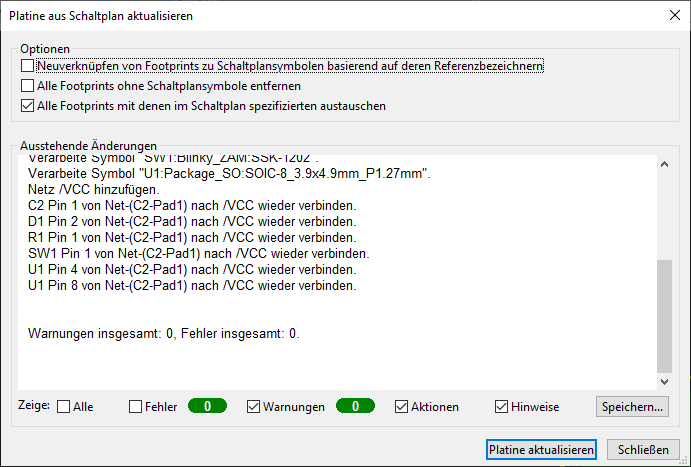 Platine aus Schaltplan aktualisieren
Optionen
Neuverknüpfen von Footprints zu Schaltplansymbolen basierend auf deren Referenzbezeichnern
Alle Footprints ohne Schaltplansymbole entfernen
Alle Footprints mit denen im Schaltplan spezifizierten austauschen
Ausstehende Änderungen
Verarbeite Symbol "SW1:Blinky_ZAM:SSK-1202".
Verarbeite Symbol "U1:Package_SO:SOIC-8_3.9x4.9mm_P1.27mm".
Netz /VCC hinzufügen.
C2 Pin 1 von Net-(C2-Pad1) nach /VCC wieder verbinden.
D1 Pin 2 von Net-(C2-Pad1) nach /VCC wieder verbinden.
R1 Pin 1 von Net-(C2-Pad1) nach /VCC wieder verbinden.
SW1 Pin 1 von Net-(C2-Pad1) nach /VCC wieder verbinden.
U1 Pin 4 von Net-(C2-Pad1) nach /VCC wieder verbinden.
U1 Pin 8 von Net-(C2-Pad1) nach /VCC wieder verbinden.
Warnungen insgesamt: 0, Fehler insgesamt: 0.
Zeige: Alle Fehler 0 Warnungen 0 Aktionen Hinweise Speichern...
Platine aktualisieren Schließen